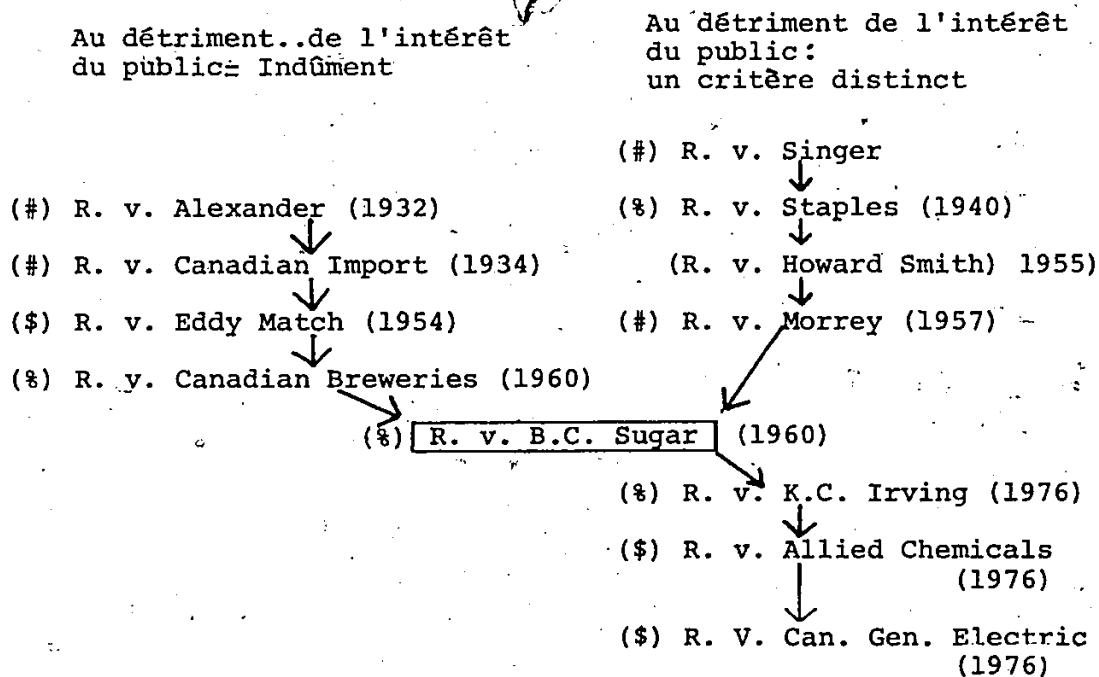 Au détriment..de l'intérêt
du public= Indûment
Au détriment de l'intérêt
du public:
un critère distinct
(#) R. v. Singer
(#) R. v. Alexander (1932)
(%) R. v. Staples (1940)
(#) R. v. Canadian Import (1934)
(R. v. Howard Smith) 1955)
($) R. v. Eddy Match (1954)
(#) R. v. Morrey (1957)
(%) R. v. Canadian Breweries (1960)
(%) R. v. B.C. Sugar (1960)
(%) R. v. K.C. Irving (1976)
($) R. v. Allied Chemicals
(1976)
($) R. V. Can. Gen. Electric
(1976)